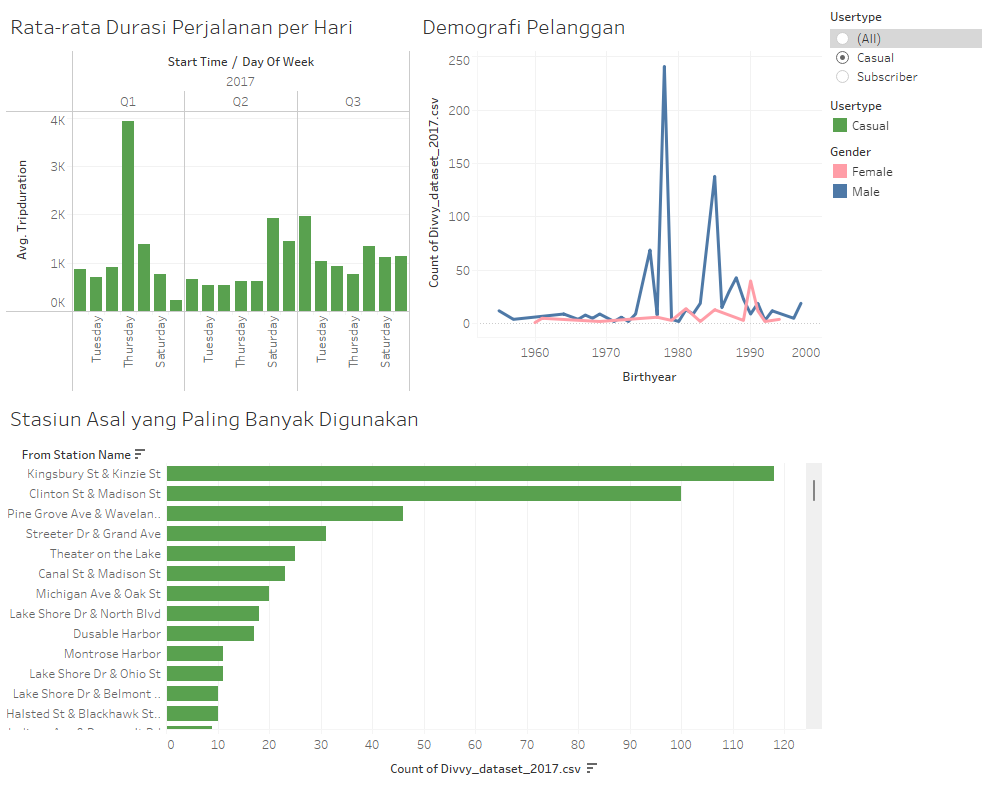 Rata-rata Durasi Perjalanan per Hari
Start Time / Day Of Week
2017
Q1 Q2 Q3
4K
3K
2K
1K
0K
Avg. Tripduration
Tuesday Thursday Saturday Tuesday Thursday Saturday Tuesday Thursday Saturday
Demografi Pelanggan
250
200
150
100
50
0
Count of Divvy_dataset_2017.csv
1960 1970 1980 1990 2000
Birthyear
Usertype
(All)
Casual
Subscriber
Usertype
Casual
Gender
Female
Male
Stasiun Asal yang Paling Banyak Digunakan
From Station Name
Kingsbury St & Kinzie St
Clinton St & Madison St
Pine Grove Ave & Wavelan..
Streeter Dr & Grand Ave
Theater on the Lake
Canal St & Madison St
Michigan Ave & Oak St
Lake Shore Dr & North Blvd
Dusable Harbor
Montrose Harbor
Lake Shore Dr & Ohio St
Lake Shore Dr & Belmont ..
Halsted St & Blackhawk St..
0 10 20 30 40 50 60 70 80 90 100 110 120
Count of Divvy_dataset_2017.csv